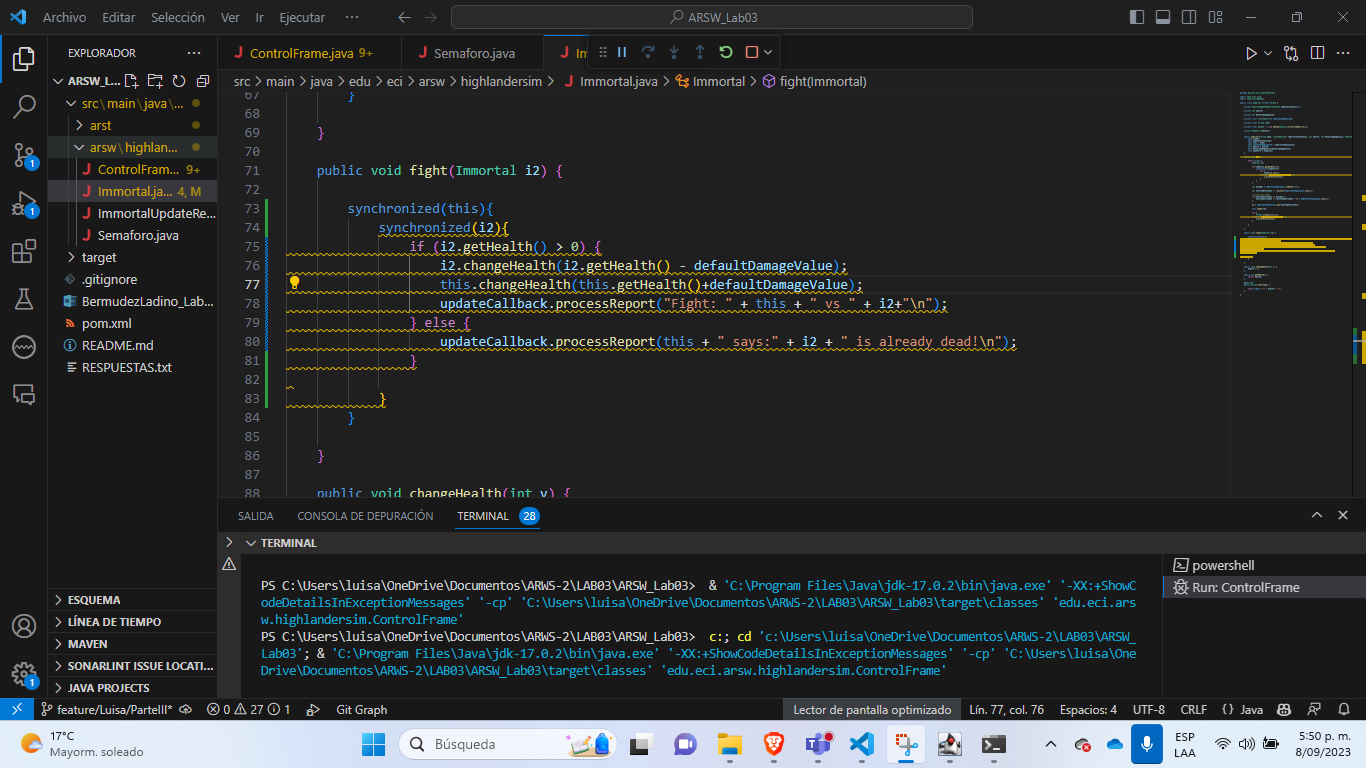 Archivo Editar Selección Ver Ir Ejecutar ··· ARSW_Lab03
EXPLORADOR ···
ARSW_L...
src\main\java\...
arst
arsw\highlan...
ControlFram... 9+
Immortal.ja... 4, M
ImmortalUpdateRe...
Semaforo.java
target
.gitignore
BermudezLadino_Lab...
pom.xml
README.md
RESPUESTAS.txt
ESQUEMA
LÍNEA DE TIEMPO
MAVEN
SONARLINT ISSUE LOCATI...
JAVA PROJECTS
1
1
1
ControlFrame.java 9+ Semaforo.java
src > main > java > edu > eci > arsw > highlandersim > Immortal.java > Immortal > fight(Immortal)
67 }
68
69 }
70
71 public void fight(Immortal i2) {
72
73 synchronized(this){
74 synchronized(i2){
75 if (i2.getHealth() > 0) {
76 i2.changeHealth(i2.getHealth() - defaultDamageValue);
77 this.changeHealth(this.getHealth()+defaultDamageValue);
78 updateCallback.processReport("Fight: " + this + " vs " + i2+"\n");
79 } else {
80 updateCallback.processReport(this + " says:" + i2 + " is already dead!\n");
81 }
82
83 }
84 }
85
86 }
87
88 public void changeHealth(int v) {
SALIDA CONSOLA DE DEPURACIÓN TERMINAL 28
TERMINAL
PS C:\Users\luisa\OneDrive\Documentos\ARWS-2\LAB03\ARSW_Lab03> & 'C:\Program Files\Java\jdk-17.0.2\bin\java.exe' '-XX:+ShowC
odeDetailsInExceptionMessages' '-cp' 'C:\Users\luisa\OneDrive\Documentos\ARWS-2\LAB03\ARSW_Lab03\target\classes' 'edu.eci.ars
w.highlandersim.ControlFrame'
PS C:\Users\luisa\OneDrive\Documentos\ARWS-2\LAB03\ARSW_Lab03> c:; cd 'c:\Users\luisa\OneDrive\Documentos\ARWS-2\LAB03\ARSW_
Lab03'; & 'C:\Program Files\Java\jdk-17.0.2\bin\java.exe' '-XX:+ShowCodeDetailsInExceptionMessages' '-cp' 'C:\Users\luisa\One
Drive\Documentos\ARWS-2\LAB03\ARSW_Lab03\target\classes' 'edu.eci.arsw.highlandersim.ControlFrame'
powershell
Run: ControlFrame
feature/Luisa/ParteIII* 0 27 1 Git Graph Lector de pantalla optimizado Lín. 77, col. 76 Espacios: 4 UTF-8 CRLF {} Java
17°C
Mayorm. soleado
Búsqueda
ESP
LAA
5:50 p. m.
8/09/2023